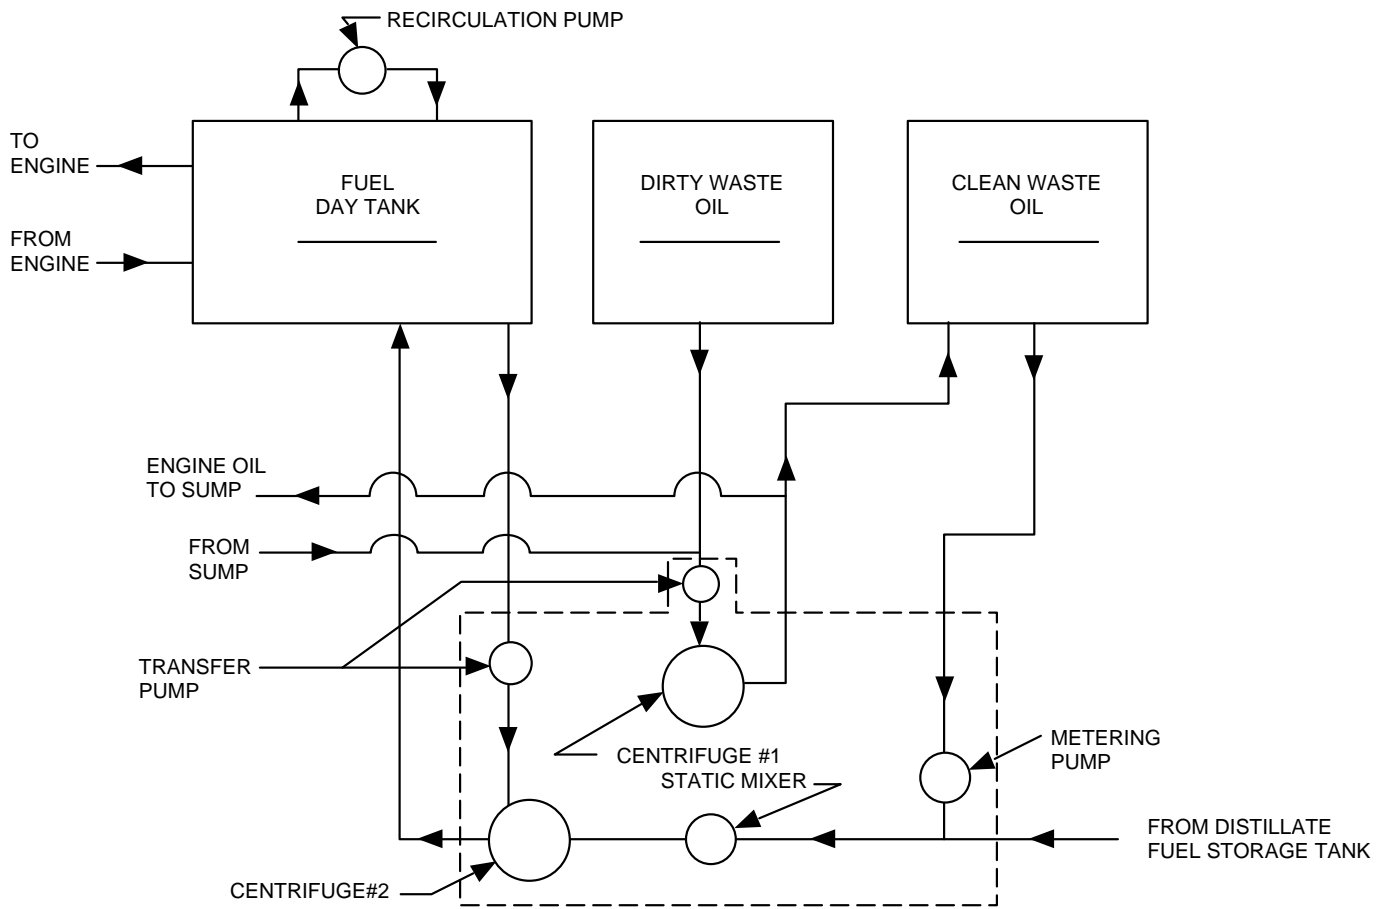 RECIRCULATION PUMP
TO
ENGINE
FROM
ENGINE
FUEL
DAY TANK
DIRTY WASTE
OIL
CLEAN WASTE
OIL
ENGINE OIL
TO SUMP
FROM
SUMP
TRANSFER
PUMP
CENTRIFUGE #1
STATIC MIXER
METERING
PUMP
FROM DISTILLATE
FUEL STORAGE TANK
CENTRIFUGE#2